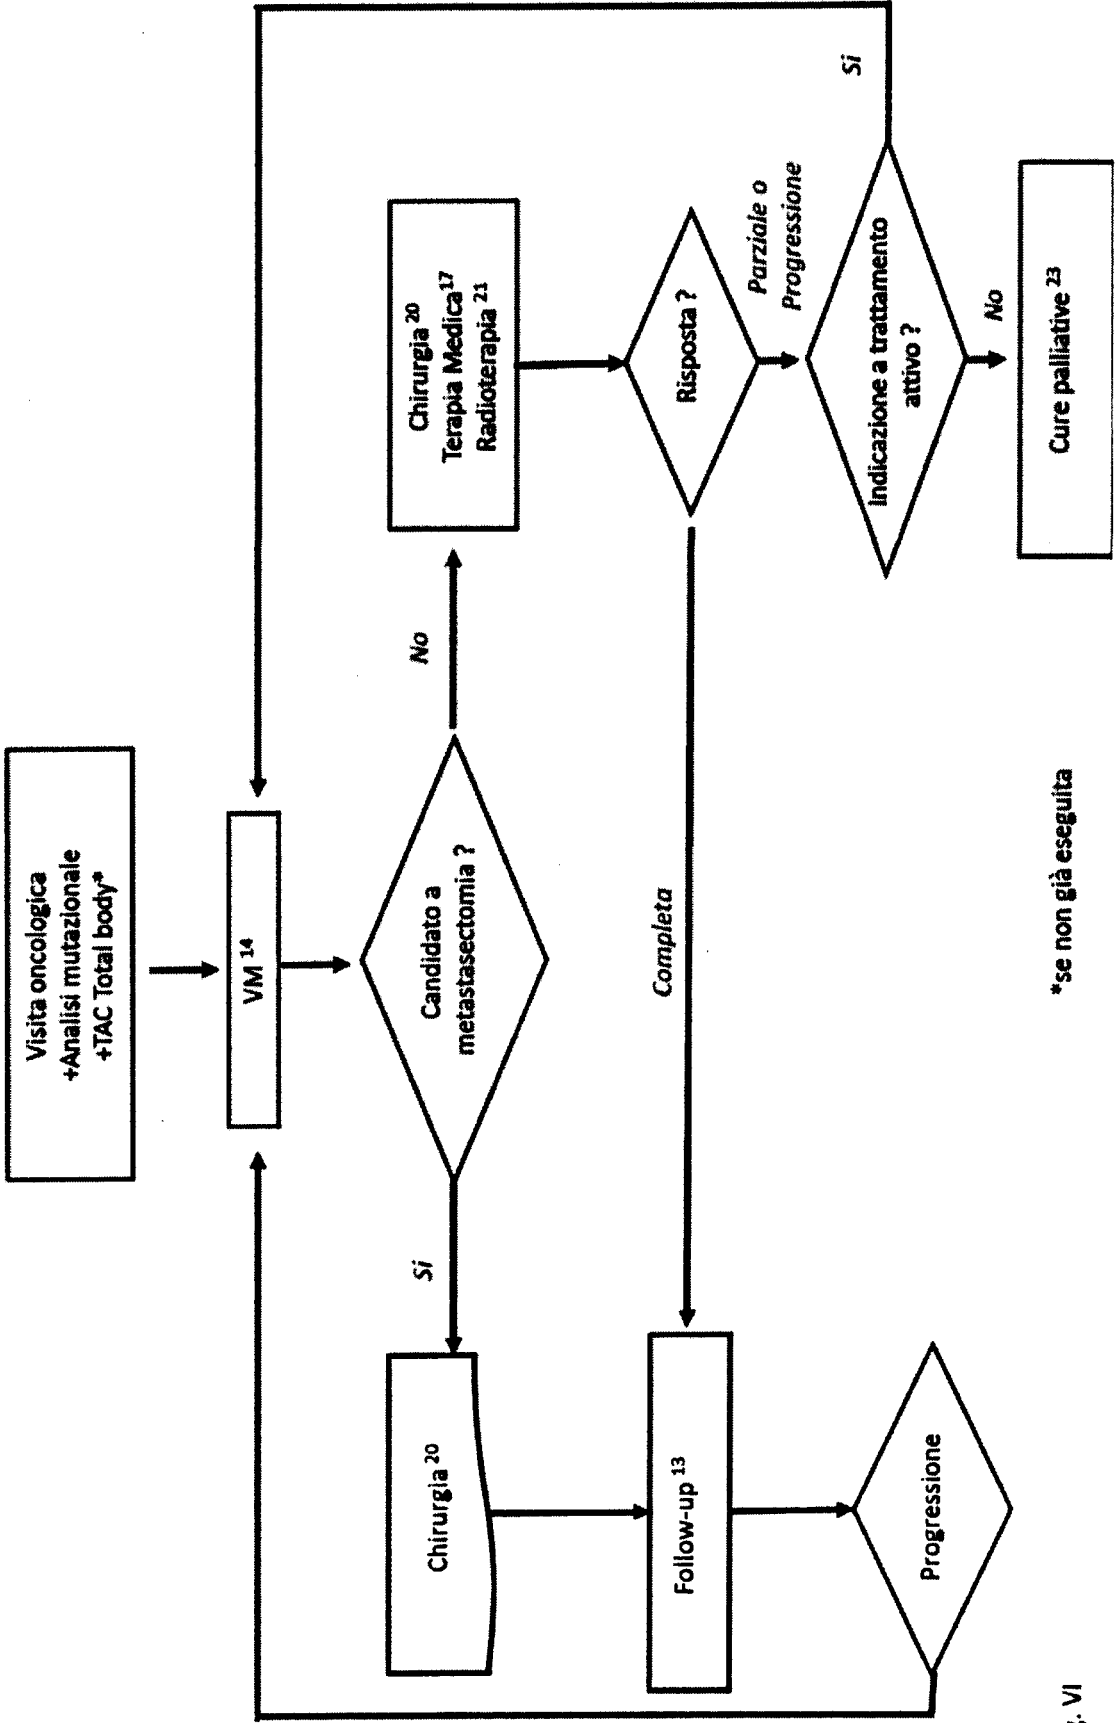 Visita oncologica
+Analisi mutazionale
+TAC Total body*
VM 14
Candidato a
metastasectomia ?
Si
No
Chirurgia 20
Chirurgia 20
Terapia Medica17
Radioterapia 21
Risposta ?
Completa
Parziale o
Progressione
Follow-up 13
Indicazione a trattamento
attivo ?
Si
No
Progressione
Cure palliative 23
*se non già eseguita
. VI